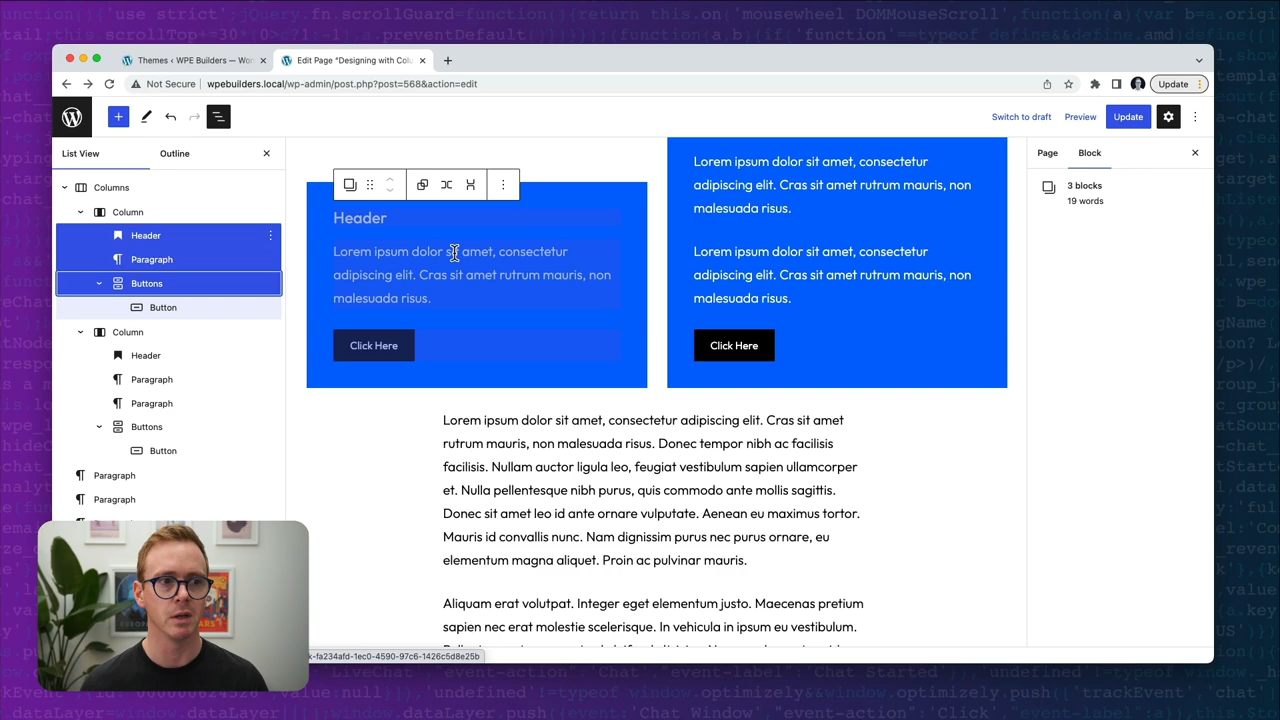 Themes ‹ WPE Builders — Wor
Edit Page "Designing with Colu
Not Secure
wpebuilders.local/wp-admin/post.php?post=568&action=edit
Update
Switch to draft
Preview
Update
List View
Outline
Columns
Column
Header
Paragraph
Buttons
Button
Column
Header
Paragraph
Paragraph
Buttons
Button
Paragraph
Paragraph
Header
Lorem ipsum dolor sit amet, consectetur
adipiscing elit. Cras sit amet rutrum mauris, non
malesuada risus.
Click Here
Lorem ipsum dolor sit amet, consectetur
adipiscing elit. Cras sit amet rutrum mauris, non
malesuada risus.
Lorem ipsum dolor sit amet, consectetur
adipiscing elit. Cras sit amet rutrum mauris, non
malesuada risus.
Click Here
Lorem ipsum dolor sit amet, consectetur adipiscing elit. Cras sit amet
rutrum mauris, non malesuada risus. Donec tempor nibh ac facilisis
facilisis. Nullam auctor ligula leo, feugiat vestibulum sapien ullamcorper
et. Nulla pellentesque nibh purus, quis commodo ante mollis sagittis.
Donec sit amet leo id ante ornare vulputate. Aenean eu maximus tortor.
Mauris id convallis nunc. Nam dignissim purus nec purus ornare, eu
elementum magna aliquet. Proin ac pulvinar mauris.
Aliquam erat volutpat. Integer eget elementum justo. Maecenas pretium
sapien nec erat molestie scelerisque. In vehicula in ipsum eu vestibulum.
Page
Block
3 blocks
19 words
k-fa234afd-1ec0-4590-97c6-1426c5d8e25b